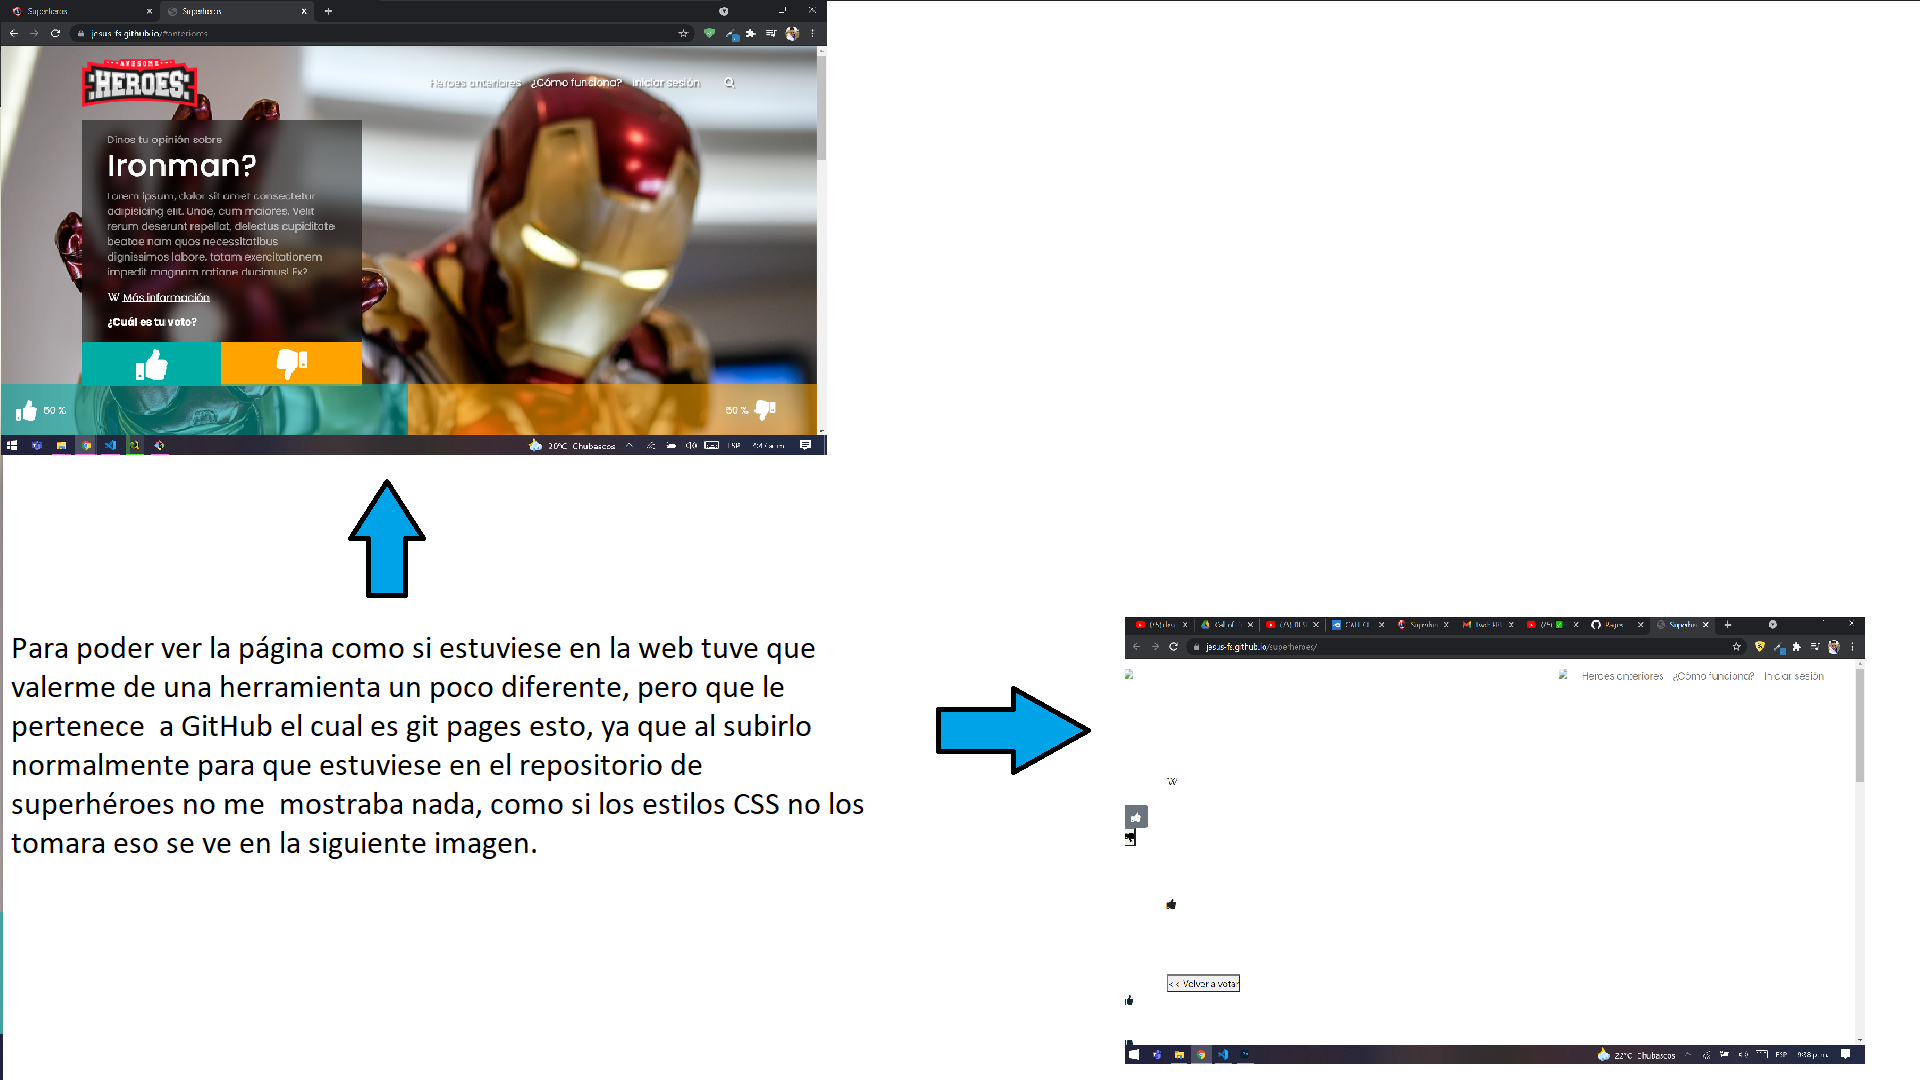 Superheros
Superheros
jesus-fs.github.io/#anteriores
AWESOME
HEROES
Heroes anteriores ¿Cómo funciona? Iniciar sesión
Dinos tu opinión sobre
Ironman?
Lorem ipsum, dolor sit amet consectetur
adipisicing elit. Unde, cum maiores. Velit
rerum deserunt repellat, delectus cupiditate
beatae nam quos necessitatibus
dignissimos labore, totam exercitationem
impedit magnam ratione ducimus! Ex?
W Más información
¿Cuál es tu voto?
50 %
50 %
20°C Chubascos
ESP
Para poder ver la página como si estuviese en la web tuve que
valerme de una herramienta un poco diferente, pero que le
pertenece a GitHub el cual es git pages esto, ya que al subirlo
normalmente para que estuviese en el repositorio de
superhéroes no me mostraba nada, como si los estilos CSS no los
tomara eso se ve en la siguiente imagen.
Pages
jesus-fs.github.io/superheroes/
Heroes anteriores ¿Cómo funciona? Iniciar sesión
W
<< Volver a votar
22°C Chubascos
ESP
9:38 p. m.